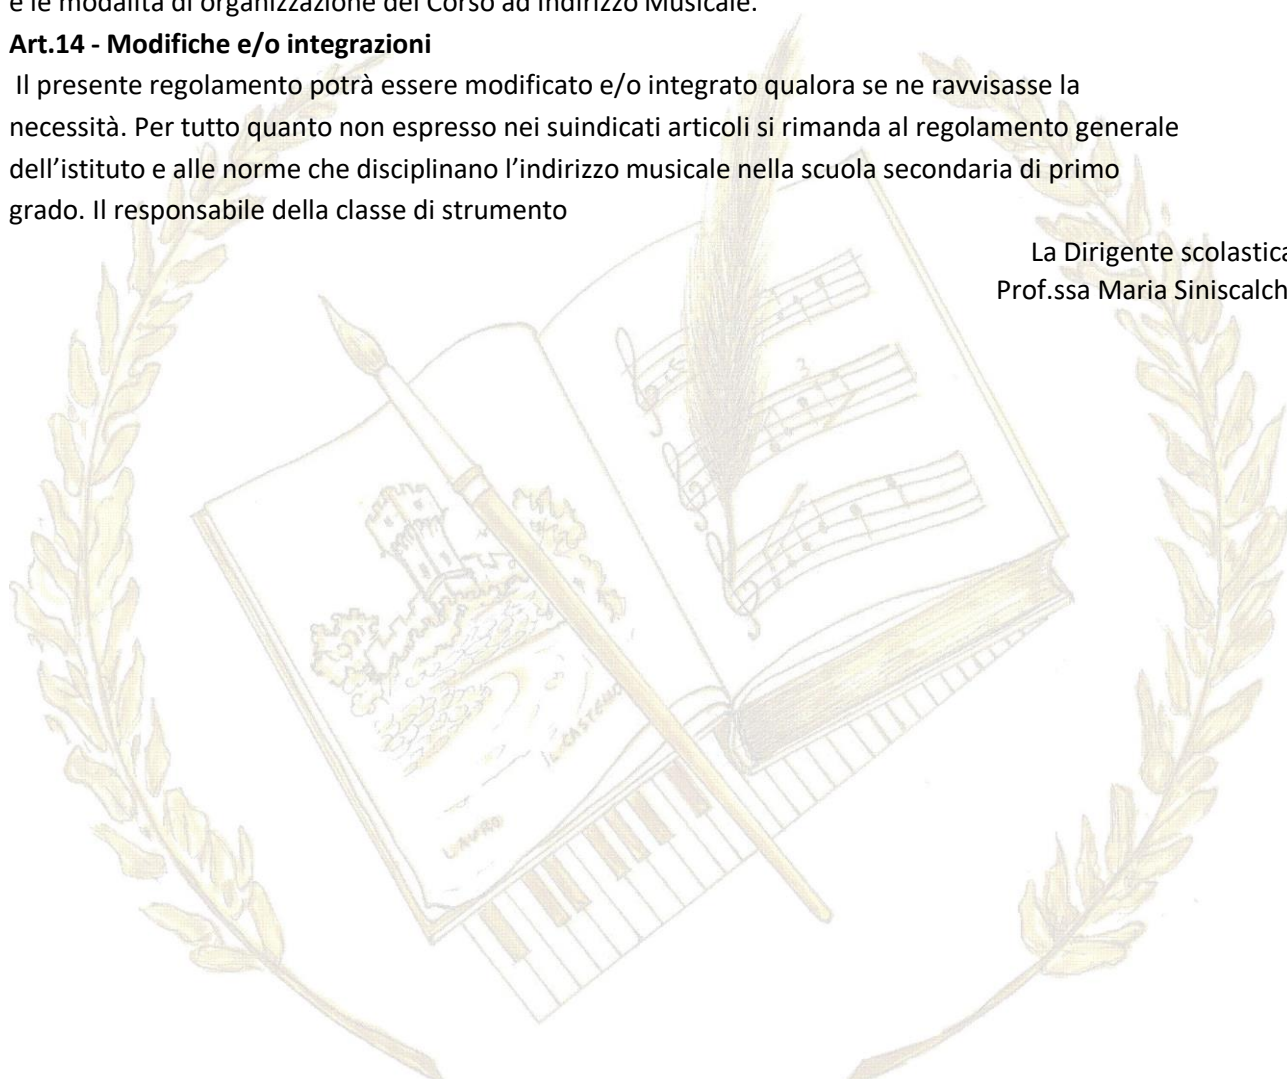 e le modalità di organizzazione del Corso ad Indirizzo Musicale.
Art.14 - Modifiche e/o integrazioni
Il presente regolamento potrà essere modificato e/o integrato qualora se ne ravvisasse la
necessità. Per tutto quanto non espresso nei suindicati articoli si rimanda al regolamento generale
dell’istituto e alle norme che disciplinano l’indirizzo musicale nella scuola secondaria di primo
grado. Il responsabile della classe di strumento
La Dirigente scolastica
Prof.ssa Maria Siniscalch
IL CASTELLO
LAURO